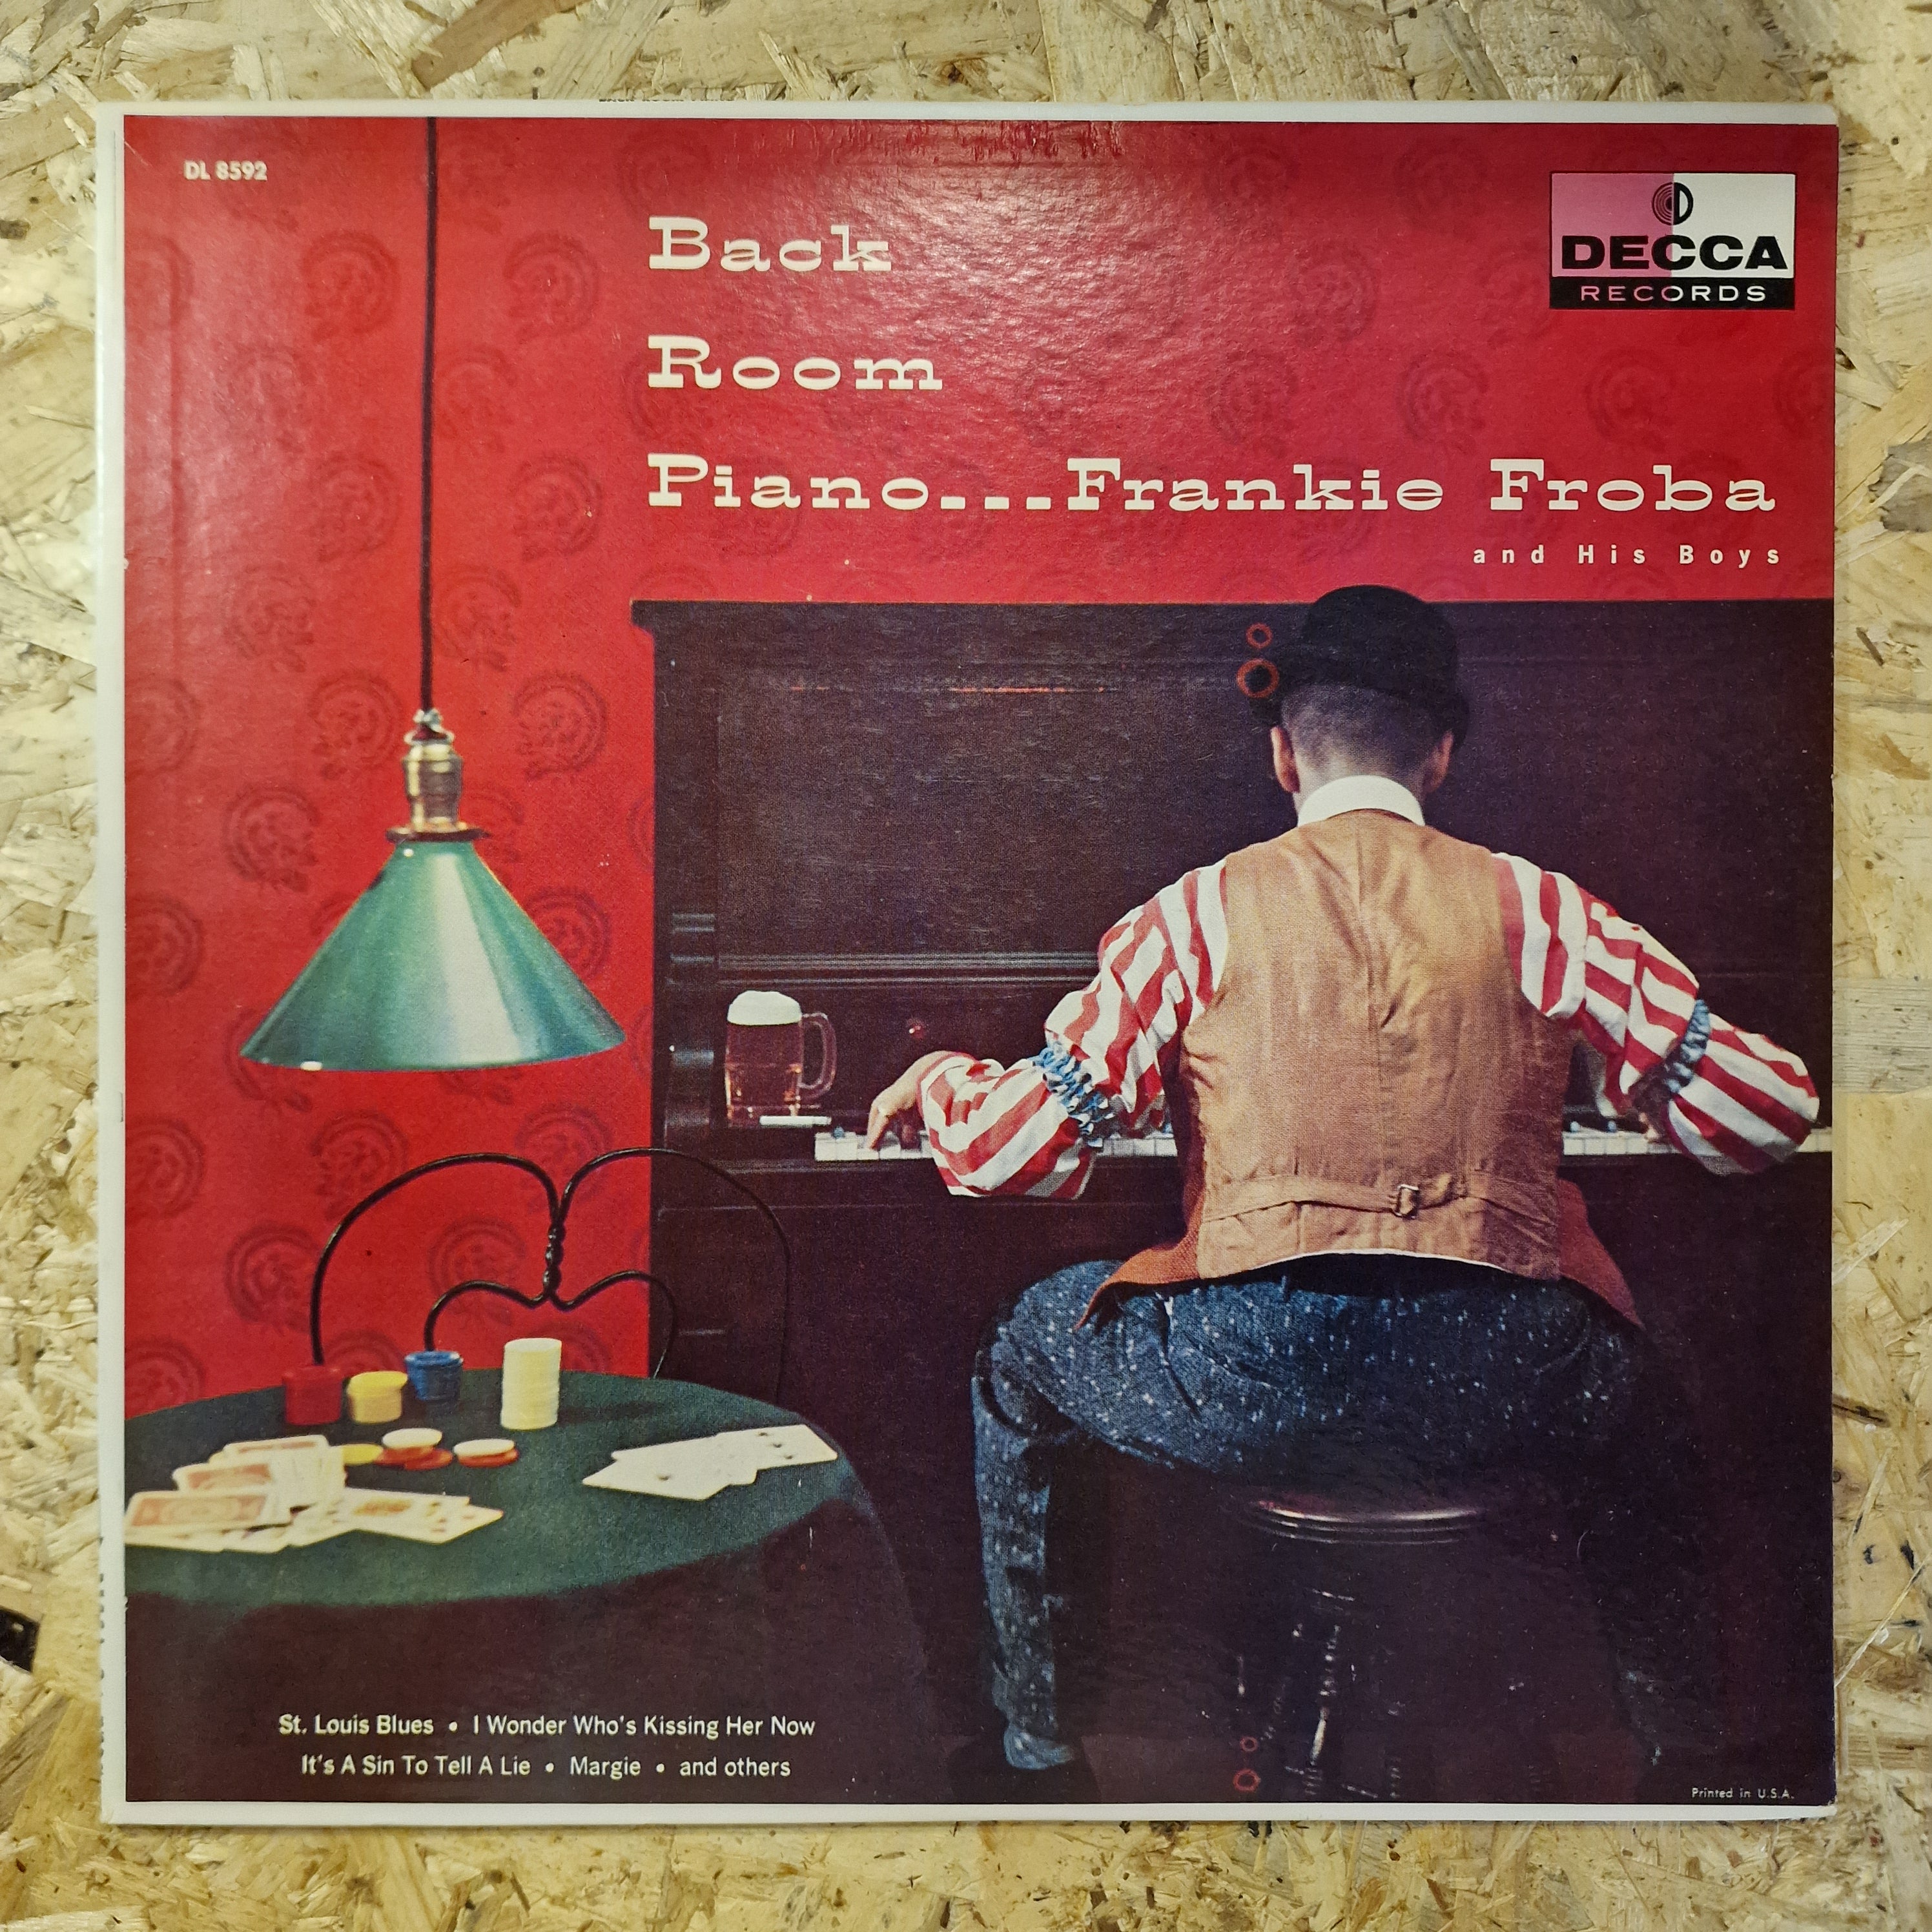 DL 8592
DECCA
RECORDS
Back
Room
Piano---Frankie Froba
and His Boys
St. Louis Blues • I Wonder Who's Kissing Her Now
It's A Sin To Tell A Lie • Margie • and others
Printed in U.S.A.